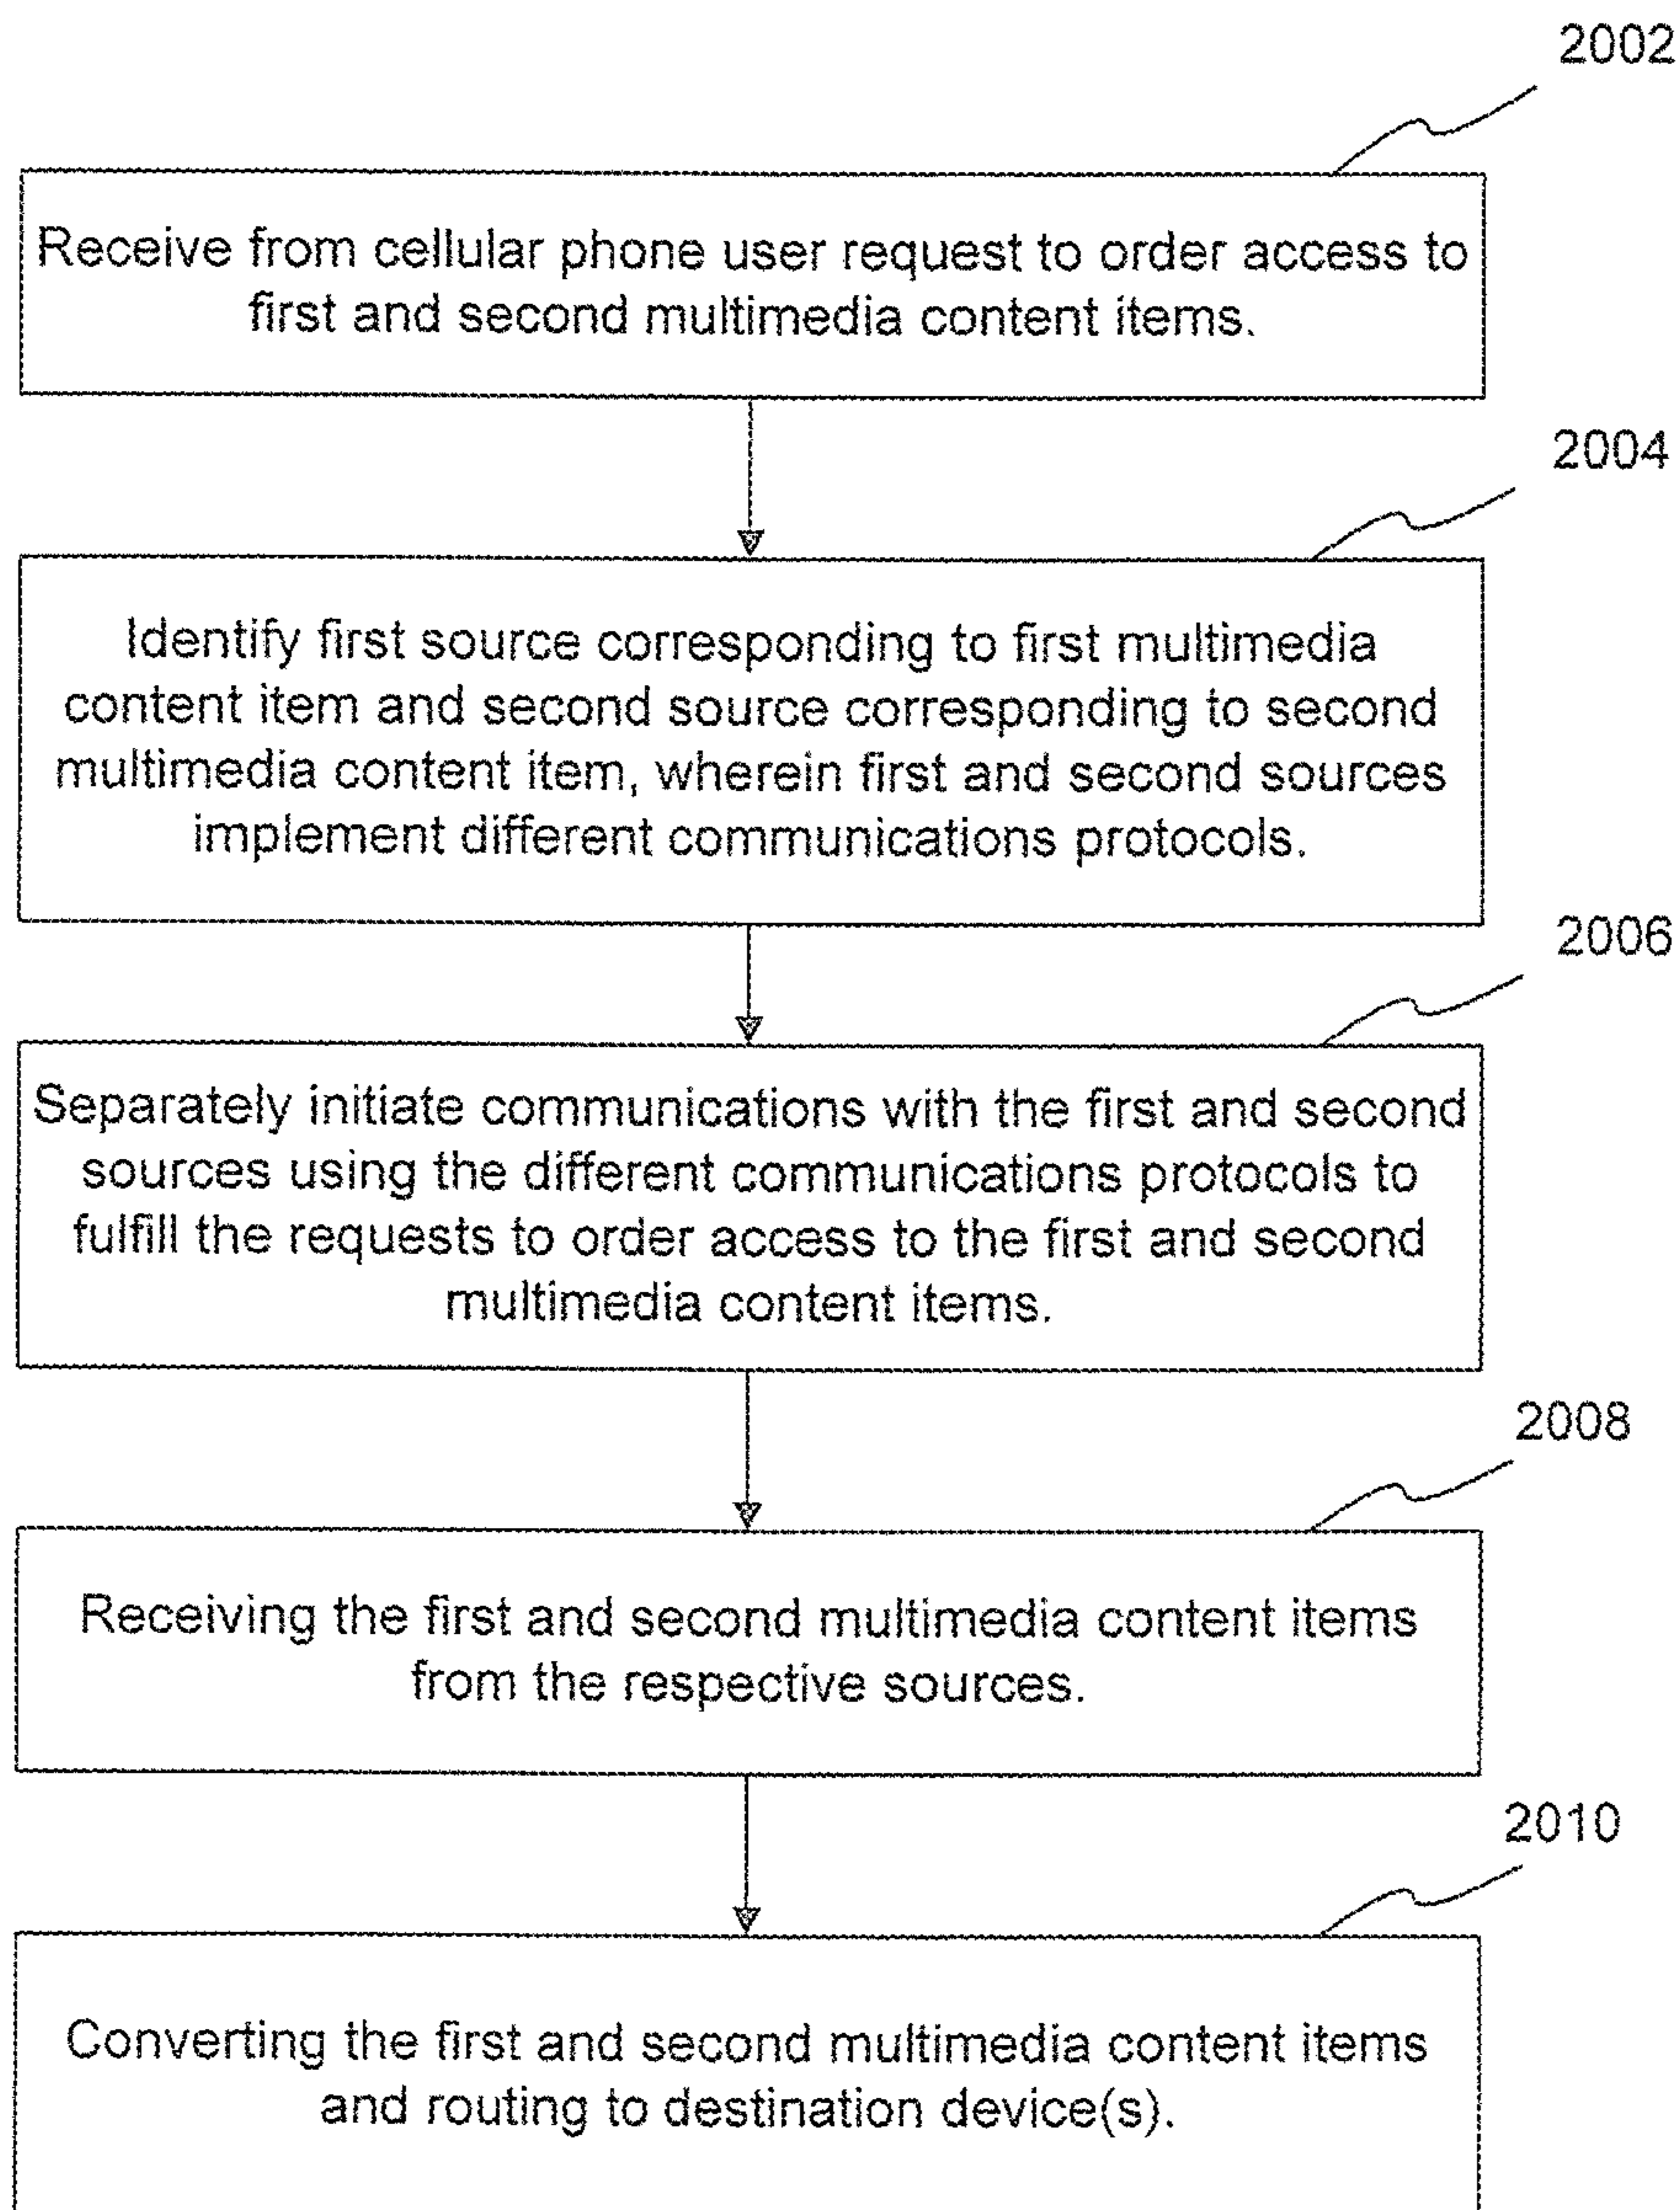 2002
Receive from cellular phone user request to order access to
first and second multimedia content items.
2004
Identify first source corresponding to first multimedia
content item and second source corresponding to second
multimedia content item, wherein first and second sources
implement different communications protocols.
2006
Separately initiate communications with the first and second
sources using the different communications protocols to
fulfill the requests to order access to the first and second
multimedia content items.
2008
Receiving the first and second multimedia content items
from the respective sources.
2010
Converting the first and second multimedia content items
and routing to destination device(s).